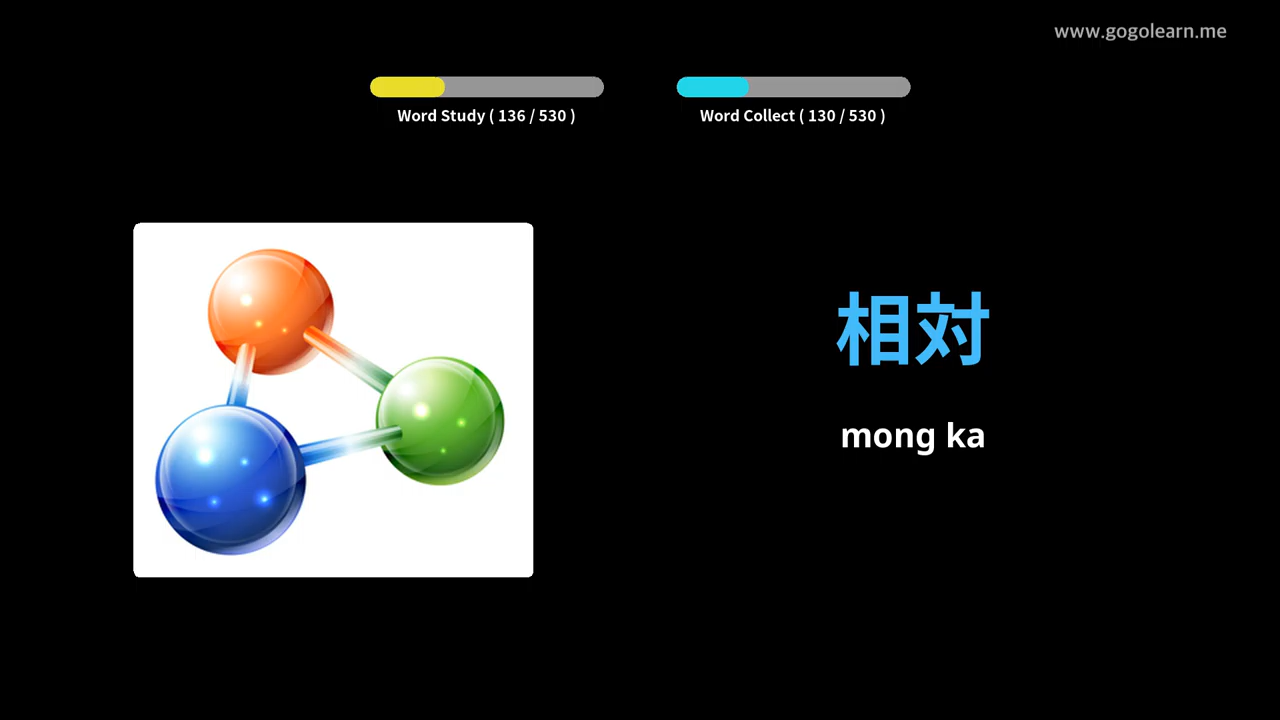 www.gogolearn.me
Word Study ( 136 / 530 )
Word Collect ( 130 / 530 )
相対
mong ka